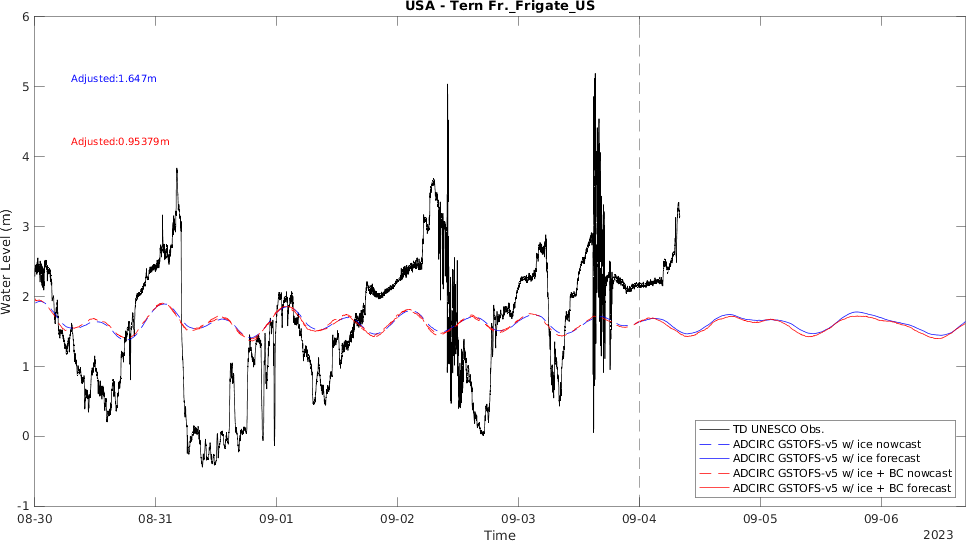 USA - Tern Fr._Frigate_US
6
5
4
3
2
1
0
-1
Water Level (m)
Adjusted:1.647m
Adjusted:0.95379m
TD UNESCO Obs.
ADCIRC GSTOFS-v5 w/ ice nowcast
ADCIRC GSTOFS-v5 w/ ice forecast
ADCIRC GSTOFS-v5 w/ ice + BC nowcast
ADCIRC GSTOFS-v5 w/ ice + BC forecast
08-30 08-31 09-01 09-02 09-03 09-04 09-05 09-06
Time
2023